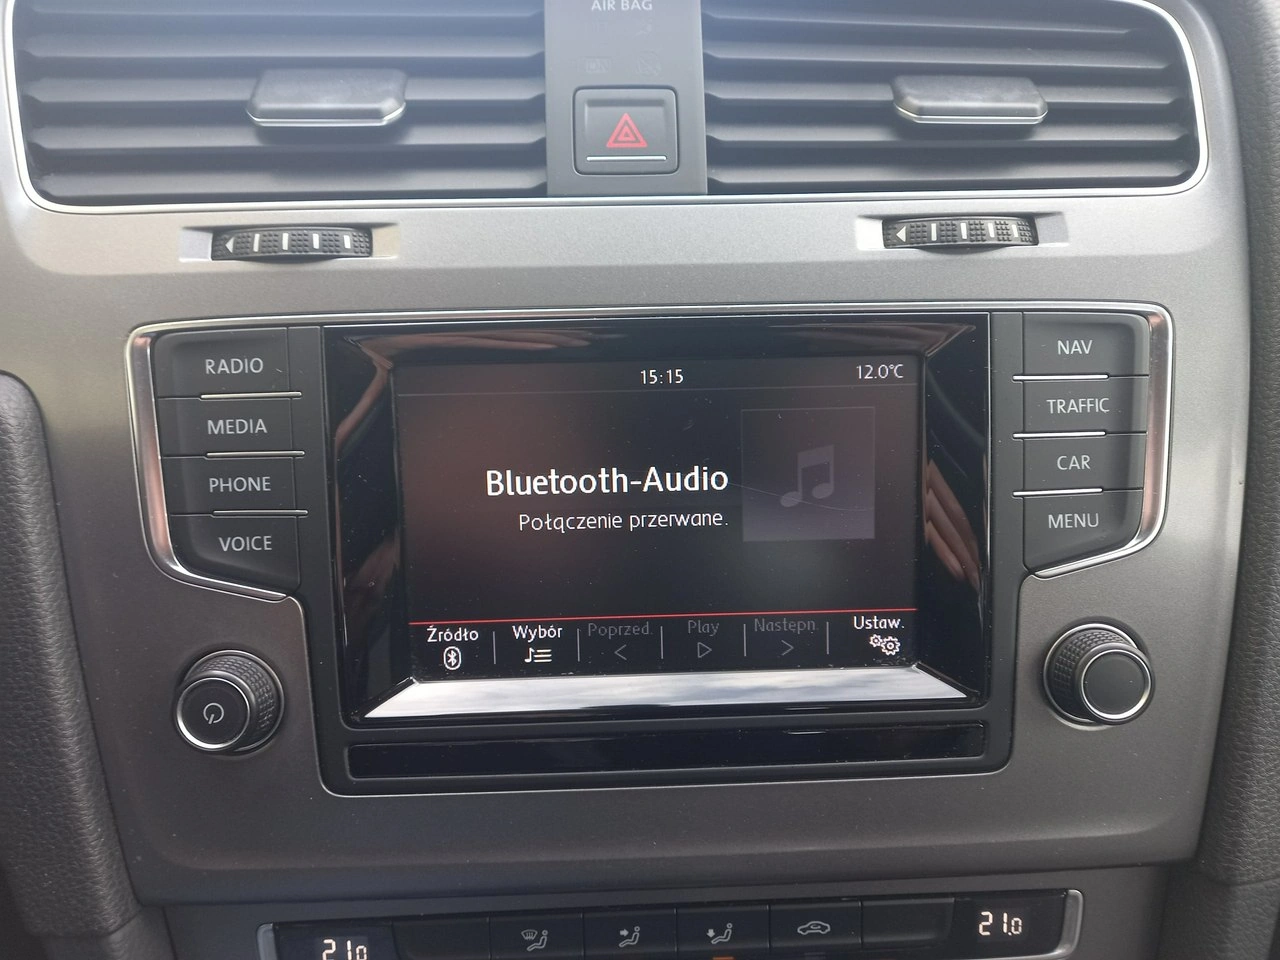 AIR BAG
RADIO
MEDIA
PHONE
VOICE
15:15
12.0°C
Bluetooth-Audio
Połączenie przerwane.
Źródło
Wybór
Poprzed.
Play
Następn.
Ustaw.
NAV
TRAFFIC
CAR
MENU
21.0
21.0